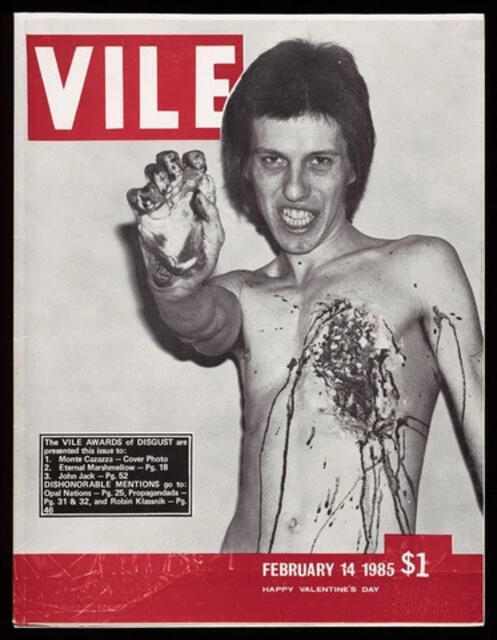 VILE
The VILE AWARDS of DISGUST are
presented this issue to:
1. Monte Cazazza — Cover Photo
2. Eternal Marshmellow — Pg. 18
3. John Jack — Pg. 52
DISHONORABLE MENTIONS go to:
Opal Nations — Pg. 25, Propagandada —
Pg. 31 & 32, and Robin Klassnik — Pg.
46
FEBRUARY 14 1985 $1
HAPPY VALENTINE'S DAY